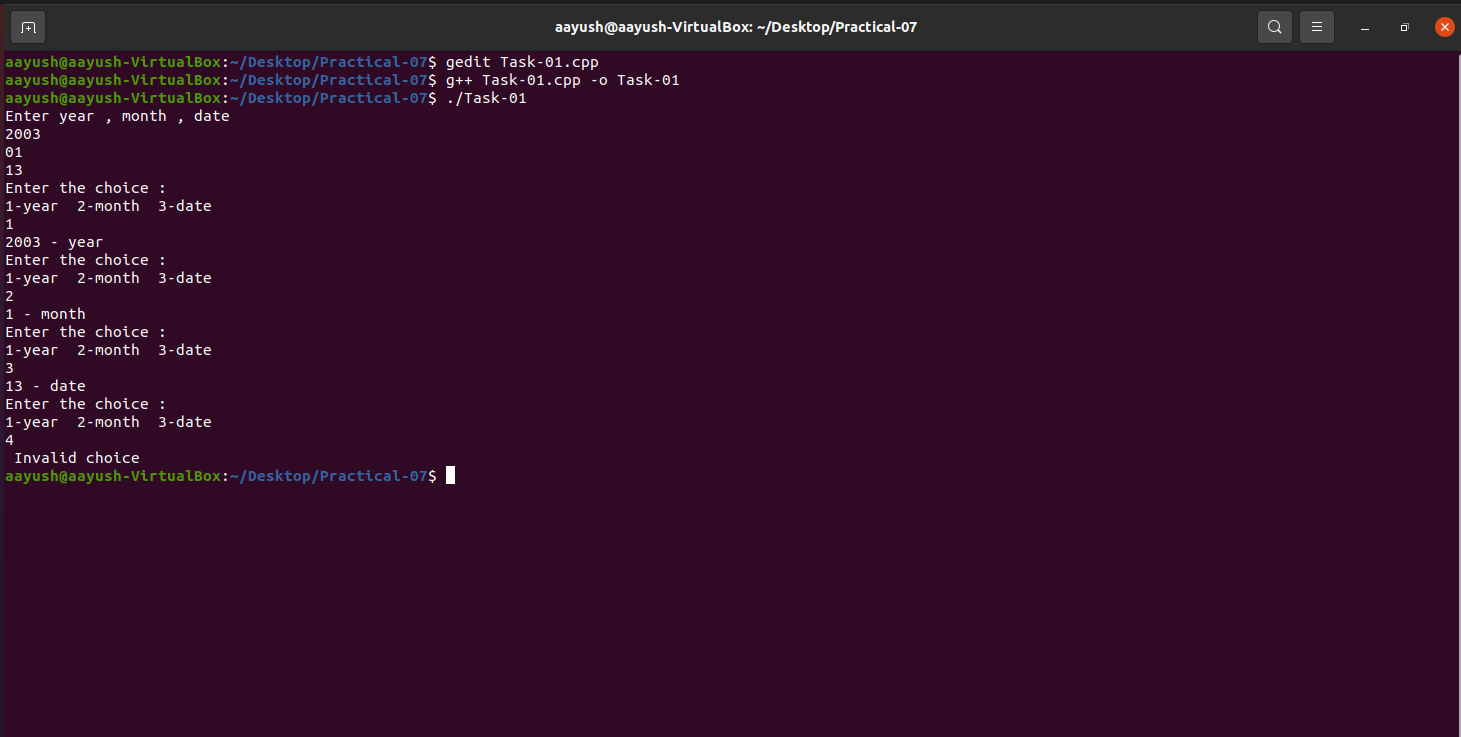 aayush@aayush-VirtualBox: ~/Desktop/Practical-07
aayush@aayush-VirtualBox:~/Desktop/Practical-07$ gedit Task-01.cpp
aayush@aayush-VirtualBox:~/Desktop/Practical-07$ g++ Task-01.cpp -o Task-01
aayush@aayush-VirtualBox:~/Desktop/Practical-07$ ./Task-01
Enter year , month , date
2003
01
13
Enter the choice :
1-year  2-month  3-date
1
2003 - year
Enter the choice :
1-year  2-month  3-date
2
1 - month
Enter the choice :
1-year  2-month  3-date
3
13 - date
Enter the choice :
1-year  2-month  3-date
4
 Invalid choice
aayush@aayush-VirtualBox:~/Desktop/Practical-07$